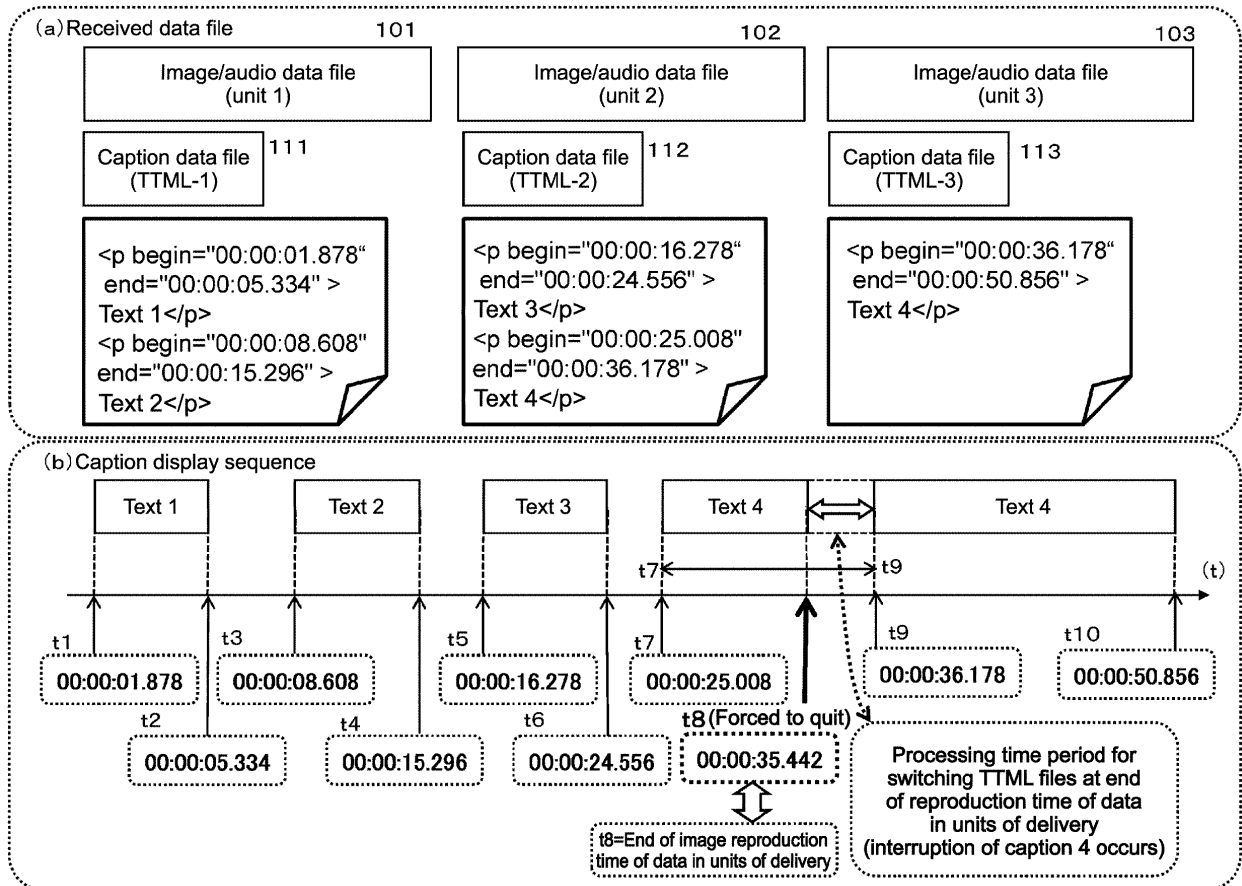 (a)Received data file
101
102
103
Image/audio data file
(unit 1)
Image/audio data file
(unit 2)
Image/audio data file
(unit 3)
Caption data file
(TTML-1)
111
Caption data file
(TTML-2)
112
Caption data file
(TTML-3)
113
<p begin="00:00:01.878“
end="00:00:05.334" >
Text 1</p>
<p begin="00:00:08.608"
end="00:00:15.296" >
Text 2</p>
<p begin="00:00:16.278“
end="00:00:24.556" >
Text 3</p>
<p begin="00:00:25.008"
end="00:00:36.178" >
Text 4</p>
<p begin="00:00:36.178“
end="00:00:50.856" >
Text 4</p>
(b)Caption display sequence
Text 1
Text 2
Text 3
Text 4
Text 4
t7
t9
(t)
t1
00:00:01.878
t3
00:00:08.608
t5
00:00:16.278
t7
00:00:25.008
t9
00:00:36.178
t10
00:00:50.856
t2
00:00:05.334
t4
00:00:15.296
t6
00:00:24.556
t8(Forced to quit)
00:00:35.442
t8=End of image reproduction
time of data in units of delivery
Processing time period for
switching TTML files at end
of reproduction time of data
in units of delivery
(interruption of caption 4 occurs)